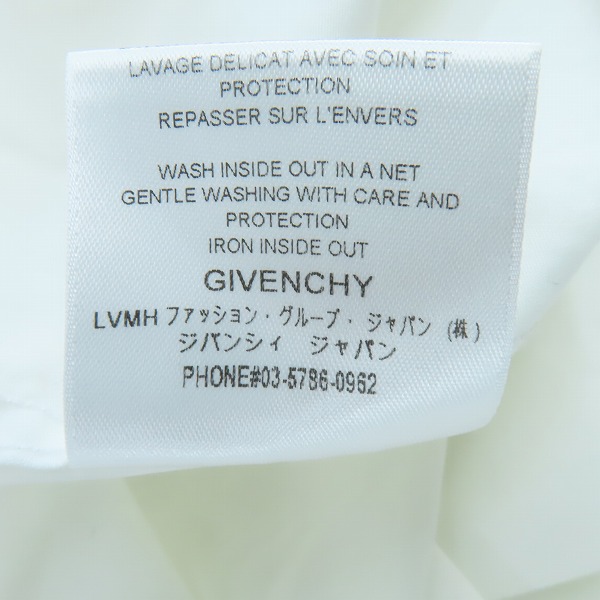 LAVAGE DELICAT AVEC SOIN ET
PROTECTION
REPASSER SUR L'ENVERS
WASH INSIDE OUT IN A NET
GENTLE WASHING WITH CARE AND
PROTECTION
IRON INSIDE OUT
GIVENCHY
LVMH ファッション・グループ・ ジャパン (株)
ジバンシィ ジャパン
PHONE#03-5786-0962